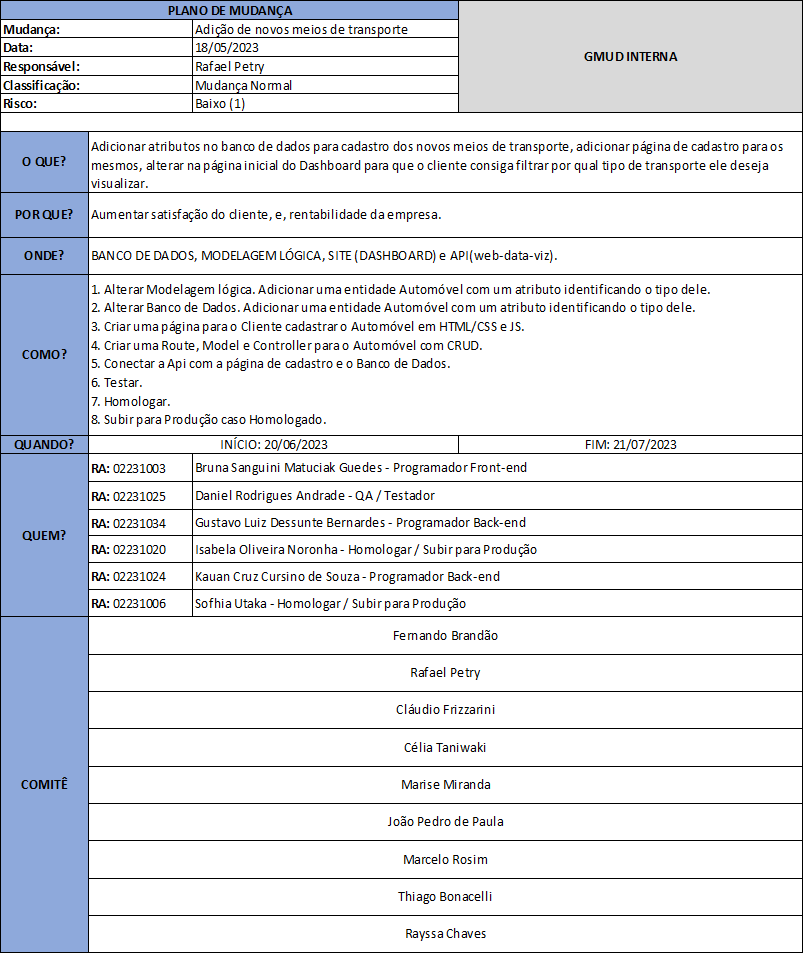 PLANO DE MUDANÇA
GMUD INTERNA
Mudança: Adição de novos meios de transporte
Data: 18/05/2023
Responsável: Rafael Petry
Classificação: Mudança Normal
Risco: Baixo (1)
O QUE?
Adicionar atributos no banco de dados para cadastro dos novos meios de transporte, adicionar página de cadastro para os
mesmos, alterar na página inicial do Dashboard para que o cliente consiga filtrar por qual tipo de transporte ele deseja
visualizar.
POR QUE? Aumentar satisfação do cliente, e, rentabilidade da empresa.
ONDE? BANCO DE DADOS, MODELAGEM LÓGICA, SITE (DASHBOARD) e API(web-data-viz).
COMO?
1. Alterar Modelagem lógica. Adicionar uma entidade Automóvel com um atributo identificando o tipo dele.
2. Alterar Banco de Dados. Adicionar uma entidade Automóvel com um atributo identificando o tipo dele.
3. Criar uma página para o Cliente cadastrar o Automóvel em HTML/CSS e JS.
4. Criar uma Route, Model e Controller para o Automóvel com CRUD.
5. Conectar a Api com a página de cadastro e o Banco de Dados.
6. Testar.
7. Homologar.
8. Subir para Produção caso Homologado.
QUANDO? INÍCIO: 20/06/2023 FIM: 21/07/2023
QUEM?
RA: 02231003 Bruna Sanguini Matuciak Guedes - Programador Front-end
RA: 02231025 Daniel Rodrigues Andrade - QA / Testador
RA: 02231034 Gustavo Luiz Dessunte Bernardes - Programador Back-end
RA: 02231020 Isabela Oliveira Noronha - Homologar / Subir para Produção
RA: 02231024 Kauan Cruz Cursino de Souza - Programador Back-end
RA: 02231006 Sofhia Utaka - Homologar / Subir para Produção
COMITÊ
Fernando Brandão
Rafael Petry
Cláudio Frizzarini
Célia Taniwaki
Marise Miranda
João Pedro de Paula
Marcelo Rosim
Thiago Bonacelli
Rayssa Chaves